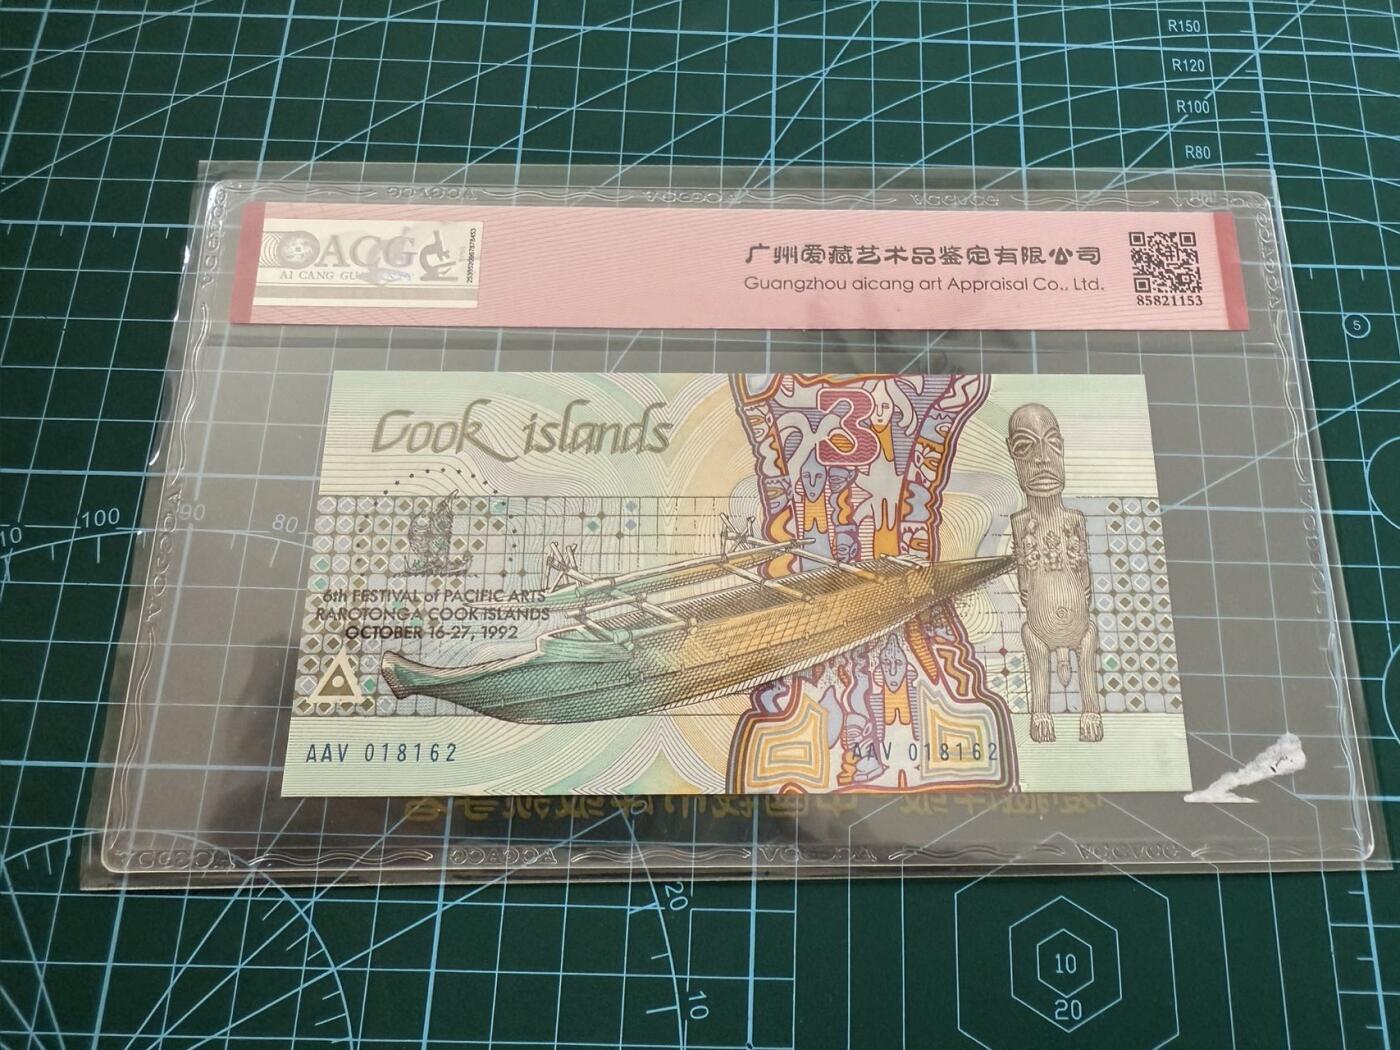 R150
R120
R100
R80
ACG
AI CANG GU
广州爱藏艺术品鉴定有限公司
Guangzhou aicang art Appraisal Co., Ltd.
85821153
5
Cook islands
3
10
100
90
80
6th FESTIVAL of PACIFIC ARTS
RAROTONGA COOK ISLANDS
OCTOBER 16-27, 1992
AAV 018162
AAV 018162
20
10
10
20